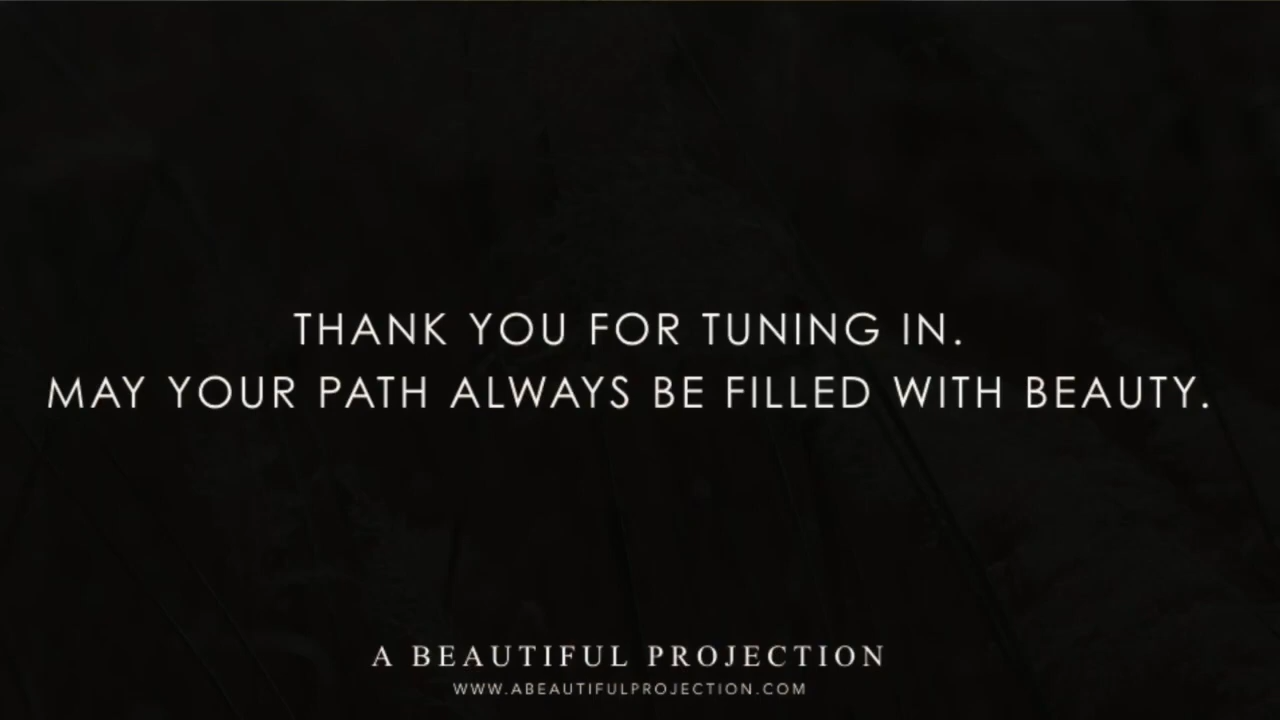 THANK YOU FOR TUNING IN.
MAY YOUR PATH ALWAYS BE FILLED WITH BEAUTY.
A BEAUTIFUL PROJECTION
WWW.ABEAUTIFULPROJECTION.COM